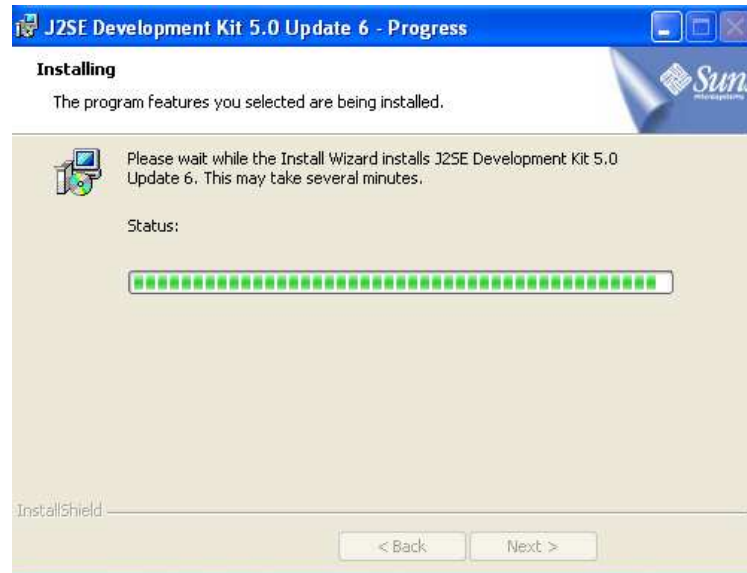 J2SE Development Kit 5.0 Update 6 - Progress
Installing
The program features you selected are being installed.
Sun
microsystems
Please wait while the Install Wizard installs J2SE Development Kit 5.0
Update 6. This may take several minutes.
Status:
InstallShield
< Back
Next >